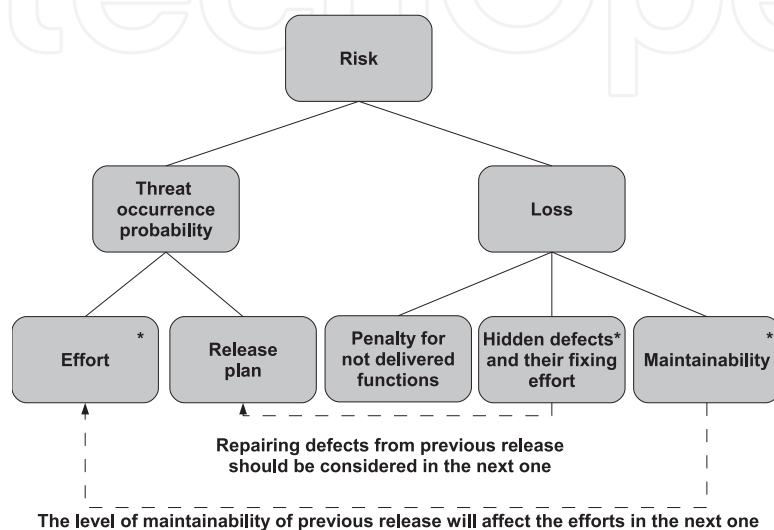 Risk
Threat
occurrence
probability
Loss
Effort *
Release
plan
Penalty for
not delivered
functions
Hidden defects*
and their fixing
effort
*
Maintainability
Repairing defects from previous release
should be considered in the next one
The level of maintainability of previous release will affect the efforts in the next one